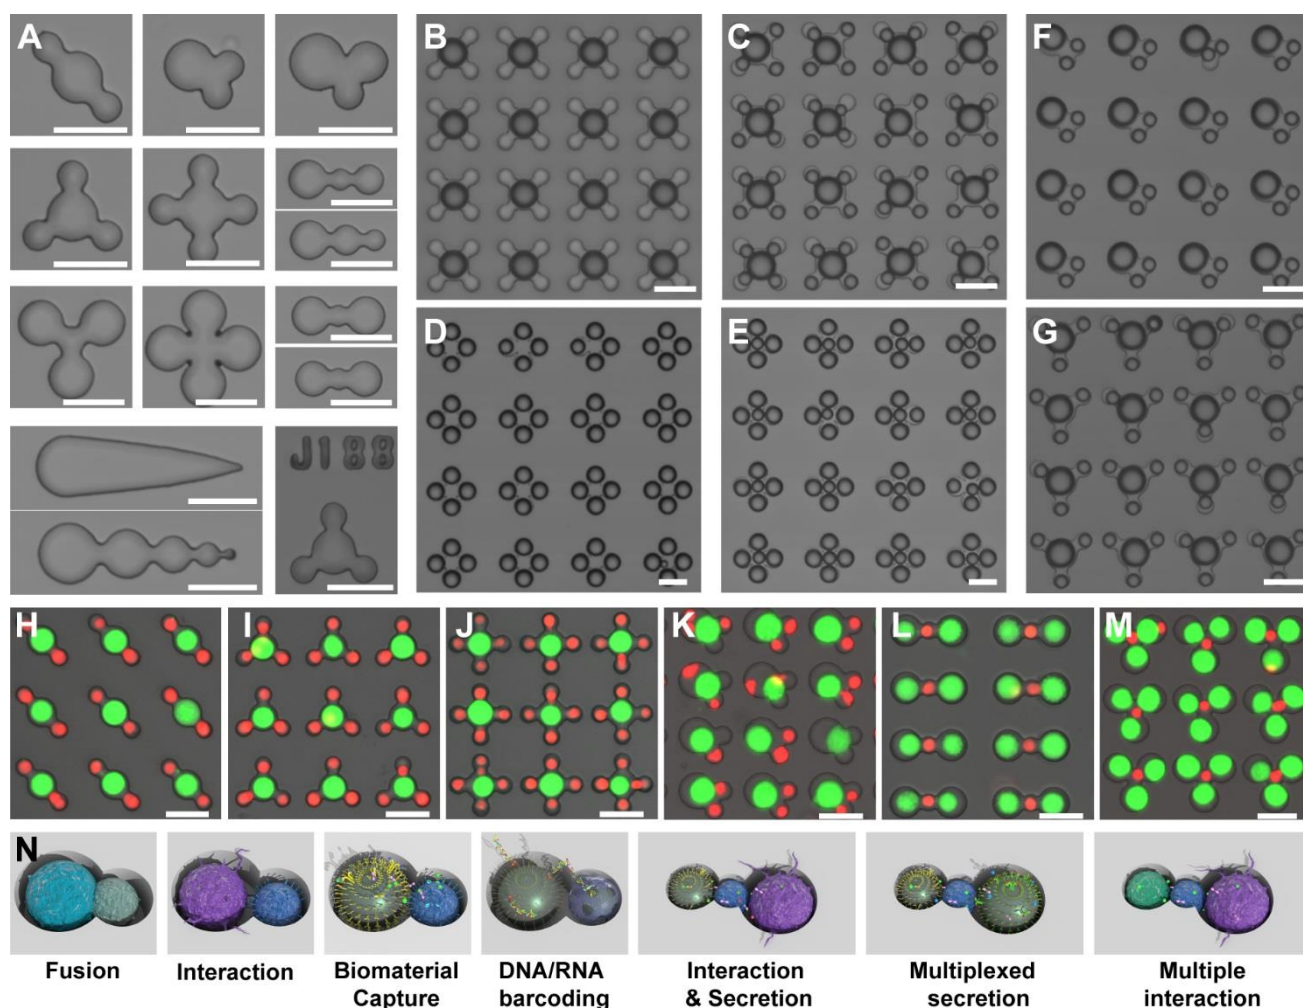 A
B
C
F
D
E
G
J188
H
I
J
K
L
M
N
Fusion
Interaction
Biomaterial
Capture
DNA/RNA
barcoding
Interaction
& Secretion
Multiplexed
secretion
Multiple
interaction